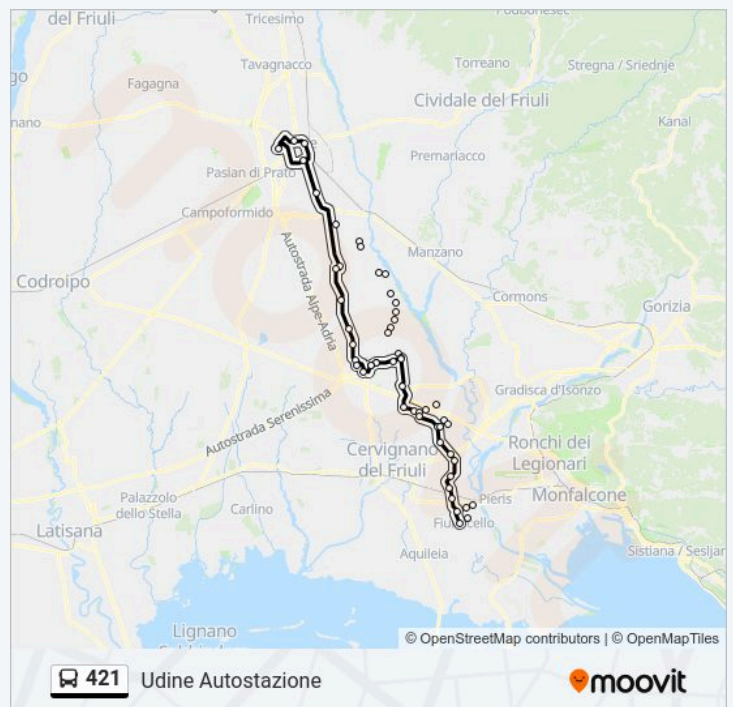 del Friuli
Tricesimo
Tavagnacco
Torreano
Stregna / Sriednje
Fagagna
Cividale del Friuli
Kanal
Premariacco
Pasian di Prato
Campoformido
Manzano
Autostrada Alpe-Adria
Codroipo
Cormons
Gorizia
Gradisca d'Isonzo
Autostrada Serenissima
Cervignano
del Friuli
Ronchi dei
Legionari
Palazzolo
dello Stella
Carlino
Pieris
Monfalcone
Latisana
Aquileia
Sistiana / Sesljan
Lignano
© OpenStreetMap contributors | © OpenMapTiles
421
Udine Autostazione
moovit